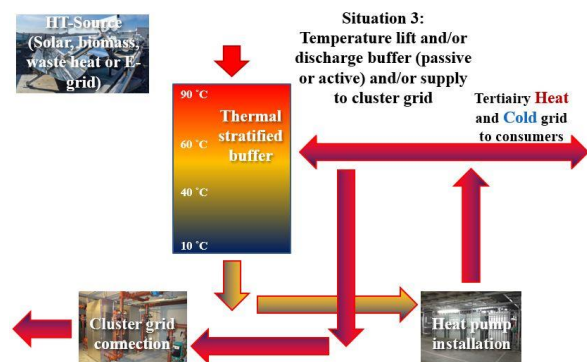 HT-Source
(Solar, biomass,
waste heat or E-
grid)
Situation 3:
Temperature lift and/or
discharge buffer (passive
or active) and/or supply
to cluster grid
90 °C
60 °C
40 °C
10 °C
Thermal
stratified
buffer
Tertiairy Heat
and Cold grid
to consumers
Cluster grid
connection
Heat pump
installation